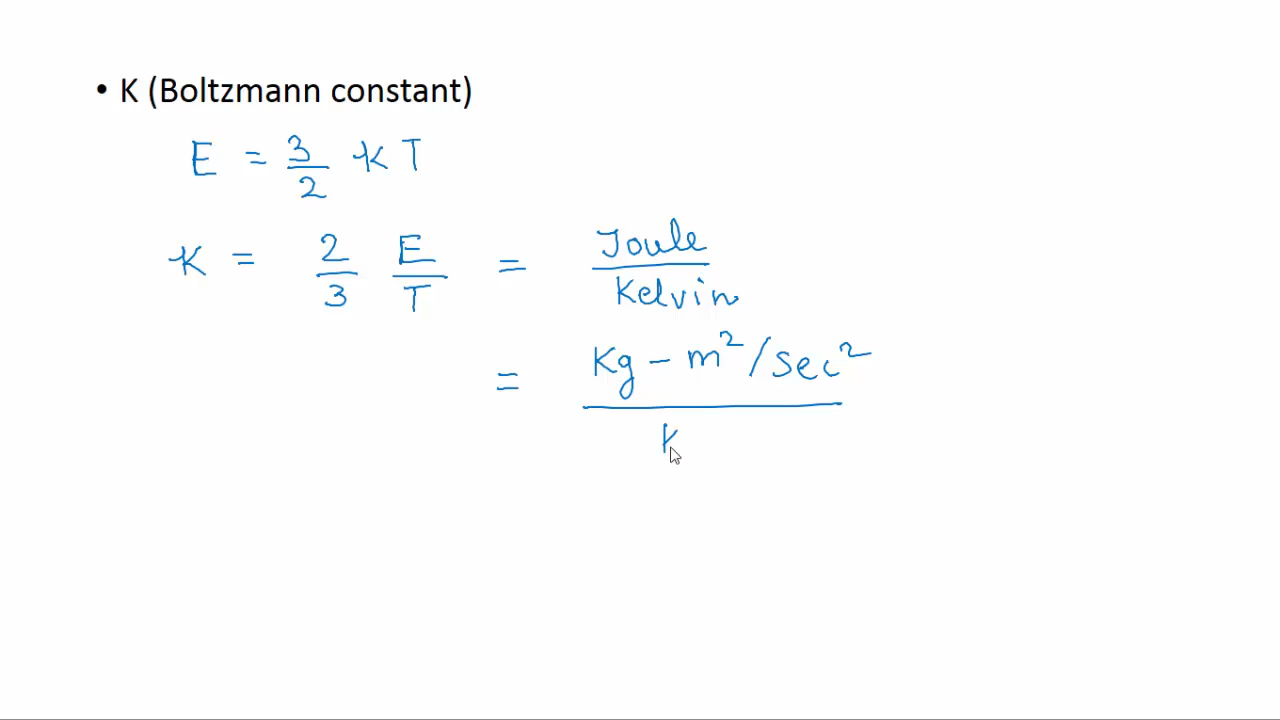 • K (Boltzmann constant)
E = 3/2 K T
K = 2/3 E/T = Joule/Kelvin
= Kg - m²/Sec²
K